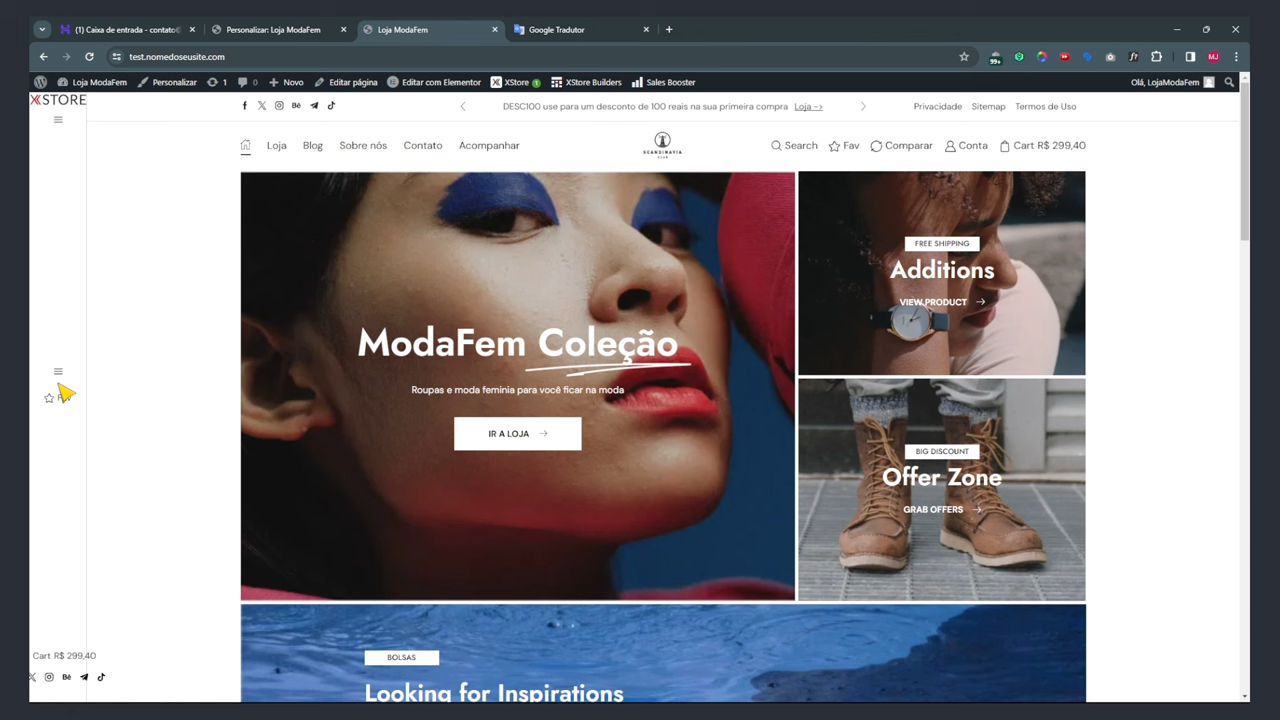 (1) Caixa de entrada - contato@
Personalizar: Loja ModaFem
Loja ModaFem
Google Tradutor
test.nomedoseusite.com
99+
f?
MJ
Loja ModaFem
Personalizar
1
0
Novo
Editar página
Editar com Elementor
XStore 1
XStore Builders
Sales Booster
Olá, LojaModaFem
XSTORE
DESC100 use para um desconto de 100 reais na sua primeira compra Loja ->
Privacidade
Sitemap
Termos de Uso
Loja
Blog
Sobre nós
Contato
Acompanhar
SCANDINAVIA
CLUB
Search
Fav
Comparar
Conta
Cart R$ 299,40
ModaFem Coleção
Roupas e moda feminia para você ficar na moda
IR A LOJA
FREE SHIPPING
Additions
VIEW PRODUCT
BIG DISCOUNT
Offer Zone
GRAB OFFERS
Cart R$ 299,40
BOLSAS
Looking for Inspirations